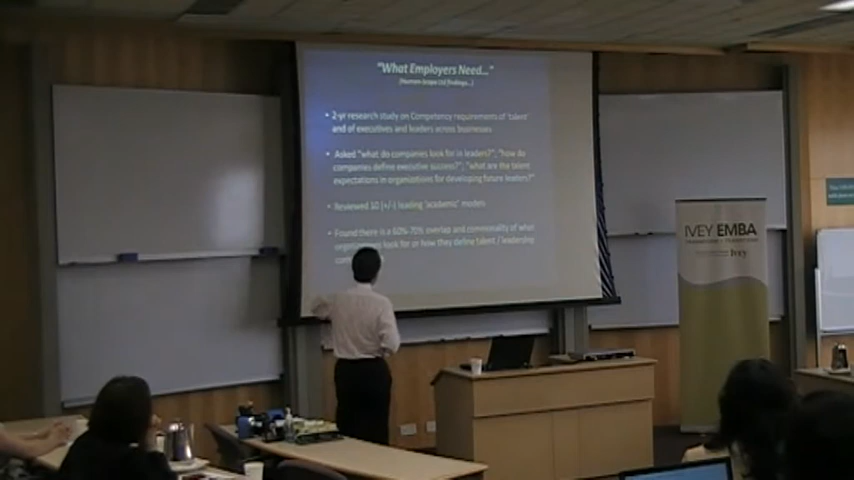 "What Employers Need..."
• 2-yr research study on Competency requirements of 'talent'
and of executives and leaders across businesses
• Asked "what do companies look for in leaders?"; "how do
companies define executive success?"; "what are the talent
expectations in organizations for developing future leaders?"
• Reviewed 10 (+/-) leading 'academic' models
• Found there is a 60%-70% overlap and commonality of what
look for or how they define talent / leadership
IVEY EMBA
Ivey